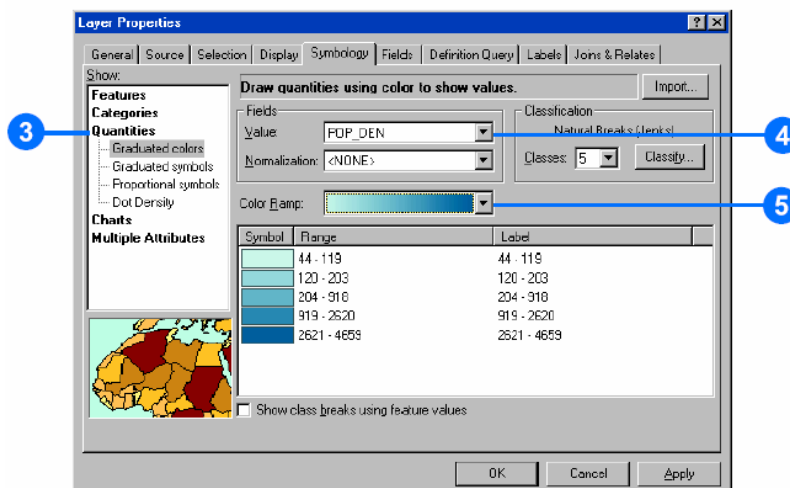 Layer Properties
General Source Selection Display Symbology Fields Definition Query Labels Joins & Relates
Show:
Features
Categories
Quantities
Graduated colors
Graduated symbols
Proportional symbols
Dot Density
Charts
Multiple Attributes
3
Draw quantities using color to show values.
Import...
Fields
Value: POP_DEN
Normalization: <NONE>
Classification
Natural Breaks (Jenks)
Classes: 5
Classify...
4
Color Ramp:
5
Symbol Range Label
44 - 119 44 - 119
120 - 203 120 - 203
204 - 918 204 - 918
919 - 2620 919 - 2620
2621 - 4659 2621 - 4659
Show class breaks using feature values
OK Cancel Apply